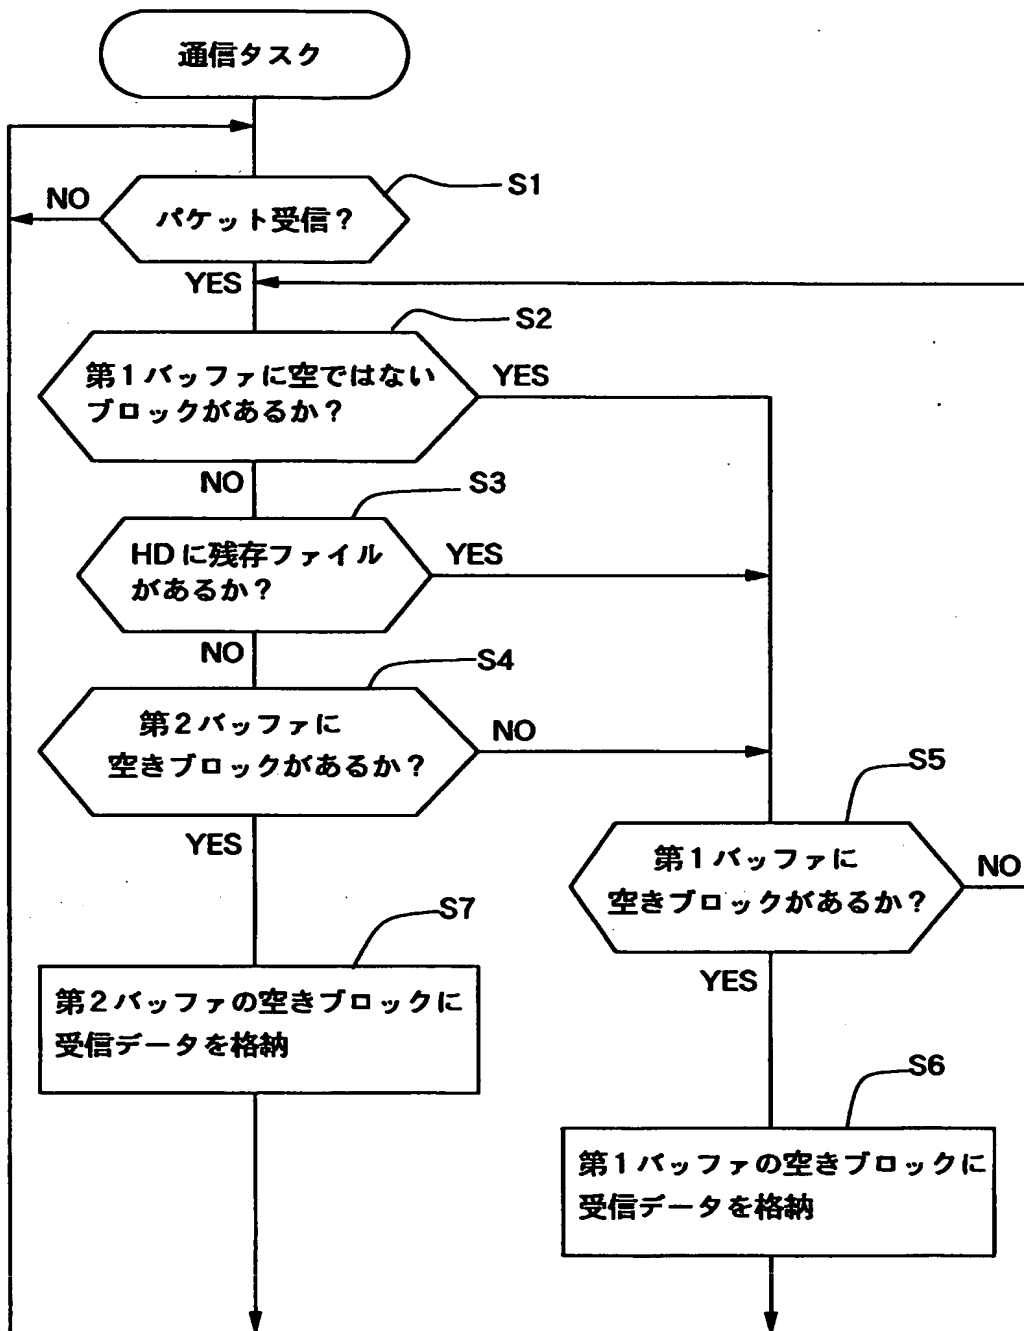 通信タスク
S1
NO
パケット受信？
YES
S2
第1バッファに空ではない
ブロックがあるか？
YES
NO
S3
HDに残存ファイル
があるか？
YES
NO
S4
第2バッファに
空きブロックがあるか？
NO
YES
S5
第1バッファに
空きブロックがあるか？
NO
YES
S7
第2バッファの空きブロックに
受信データを格納
S6
第1バッファの空きブロックに
受信データを格納